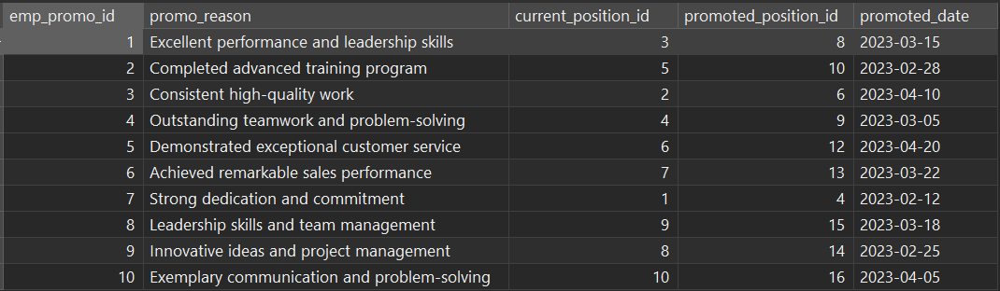 emp_promo_id promo_reason current_position_id promoted_position_id promoted_date
1 Excellent performance and leadership skills 3 8 2023-03-15
2 Completed advanced training program 5 10 2023-02-28
3 Consistent high-quality work 2 6 2023-04-10
4 Outstanding teamwork and problem-solving 4 9 2023-03-05
5 Demonstrated exceptional customer service 6 12 2023-04-20
6 Achieved remarkable sales performance 7 13 2023-03-22
7 Strong dedication and commitment 1 4 2023-02-12
8 Leadership skills and team management 9 15 2023-03-18
9 Innovative ideas and project management 8 14 2023-02-25
10 Exemplary communication and problem-solving 10 16 2023-04-05